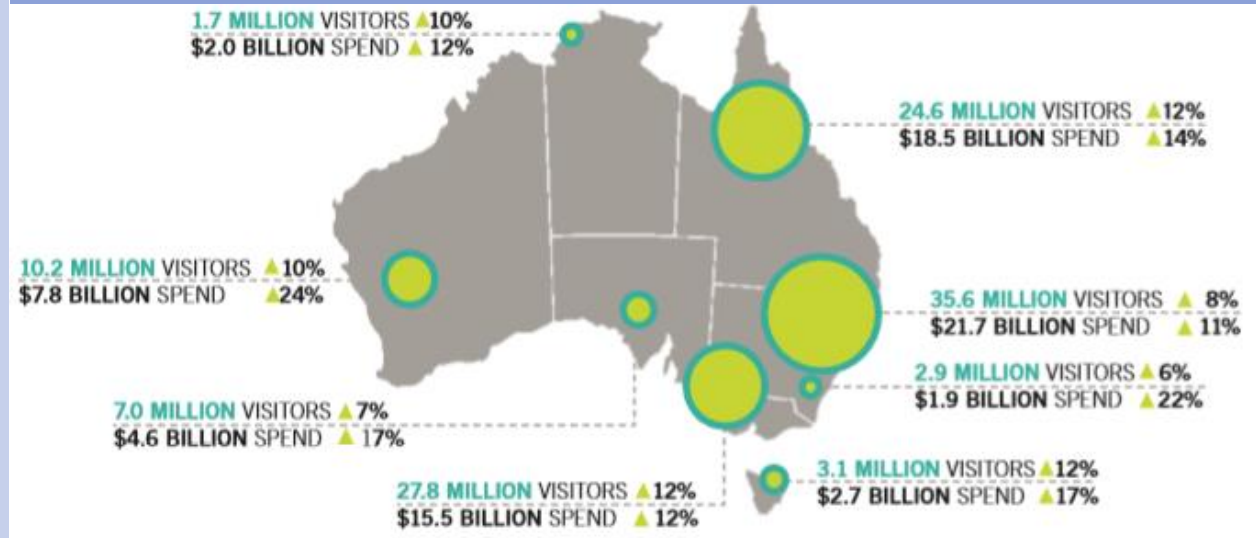 1.7 MILLION VISITORS ▲10%
$2.0 BILLION SPEND ▲ 12%
24.6 MILLION VISITORS ▲12%
$18.5 BILLION SPEND ▲14%
10.2 MILLION VISITORS ▲10%
$7.8 BILLION SPEND ▲24%
35.6 MILLION VISITORS ▲ 8%
$21.7 BILLION SPEND ▲ 11%
2.9 MILLION VISITORS ▲6%
$1.9 BILLION SPEND ▲22%
7.0 MILLION VISITORS ▲7%
$4.6 BILLION SPEND ▲ 17%
3.1 MILLION VISITORS ▲12%
$2.7 BILLION SPEND ▲17%
27.8 MILLION VISITORS ▲12%
$15.5 BILLION SPEND ▲ 12%